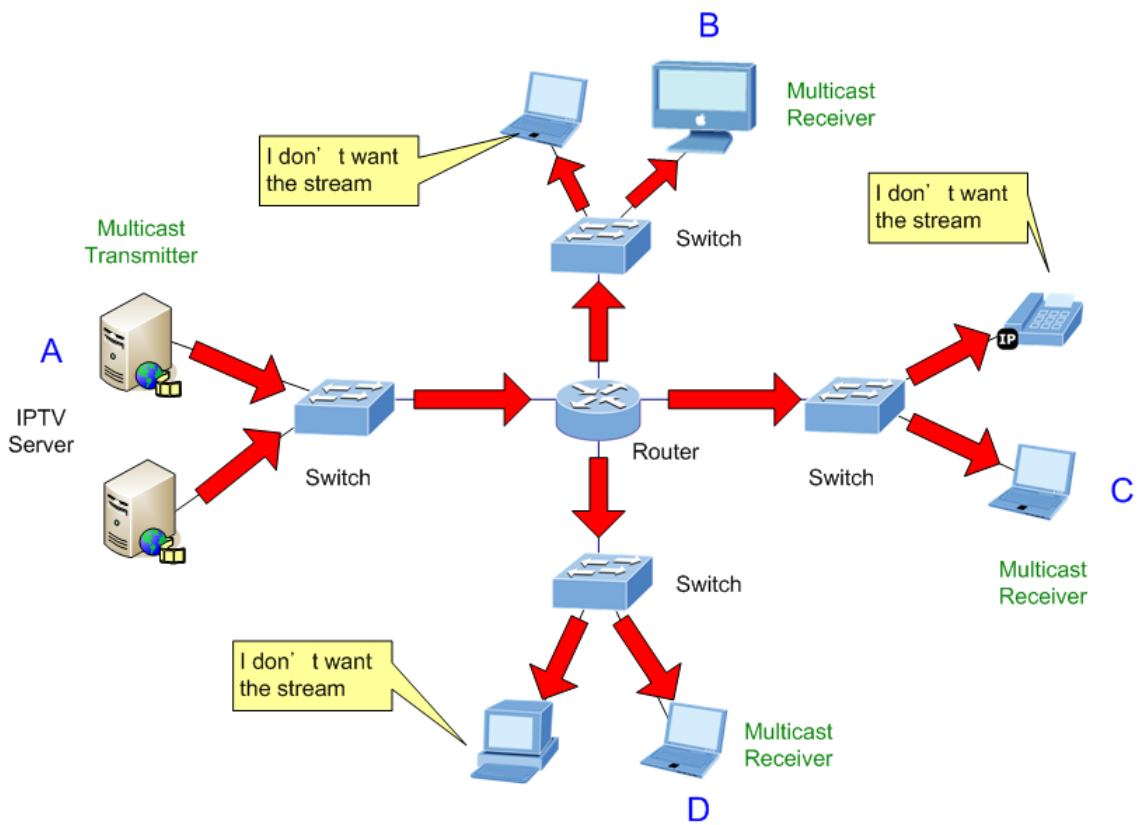 B
Multicast
Receiver
I don't want
the stream
I don't want
the stream
Multicast
Transmitter
Switch
A
IP
IPTV
Server
Router
Switch
Switch
C
Switch
Multicast
Receiver
I don't want
the stream
Multicast
Receiver
D